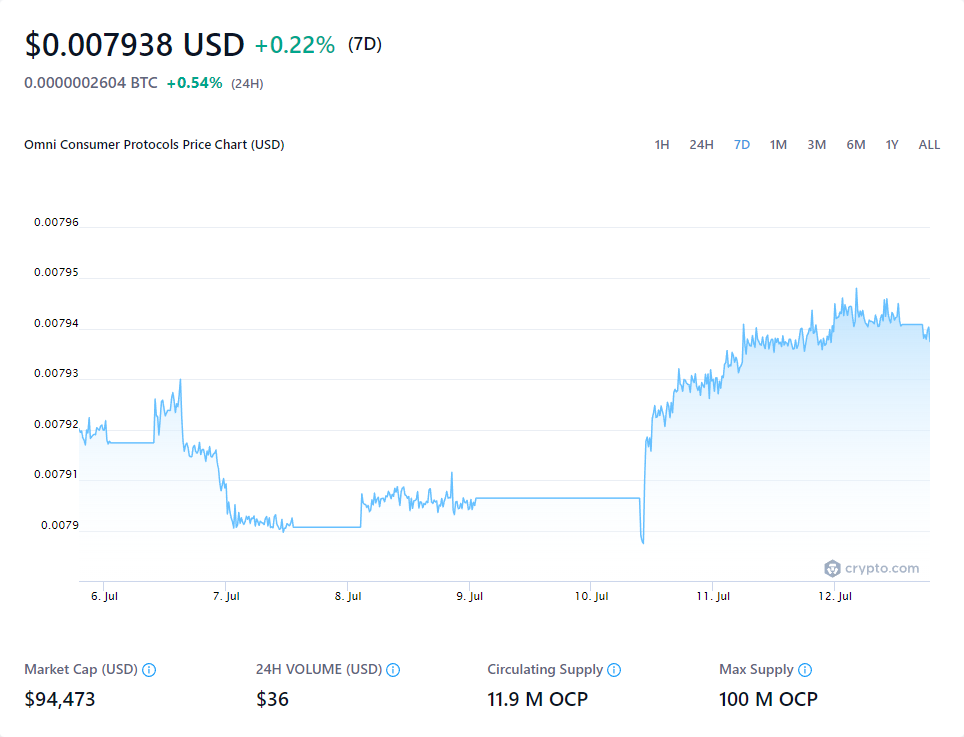 $0.007938 USD +0.22% (7D)
0.0000002604 BTC +0.54% (24H)
Omni Consumer Protocols Price Chart (USD) 1H 24H 7D 1M 3M 6M 1Y ALL
0.00796
0.00795
0.00794
0.00793
0.00792
0.00791
0.0079
crypto.com
6. Jul 7. Jul 8. Jul 9. Jul 10. Jul 11. Jul 12. Jul
Market Cap (USD) 24H VOLUME (USD) Circulating Supply Max Supply
$94,473 $36 11.9 M OCP 100 M OCP